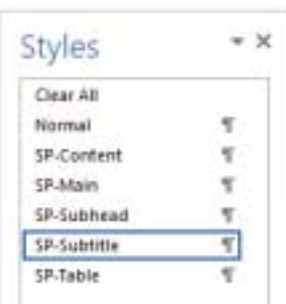 Styles
Clear All
Normal ¶
SP-Content ¶
SP-Main ¶
SP-Subhead ¶
SP-Subtitle ¶
SP-Table ¶